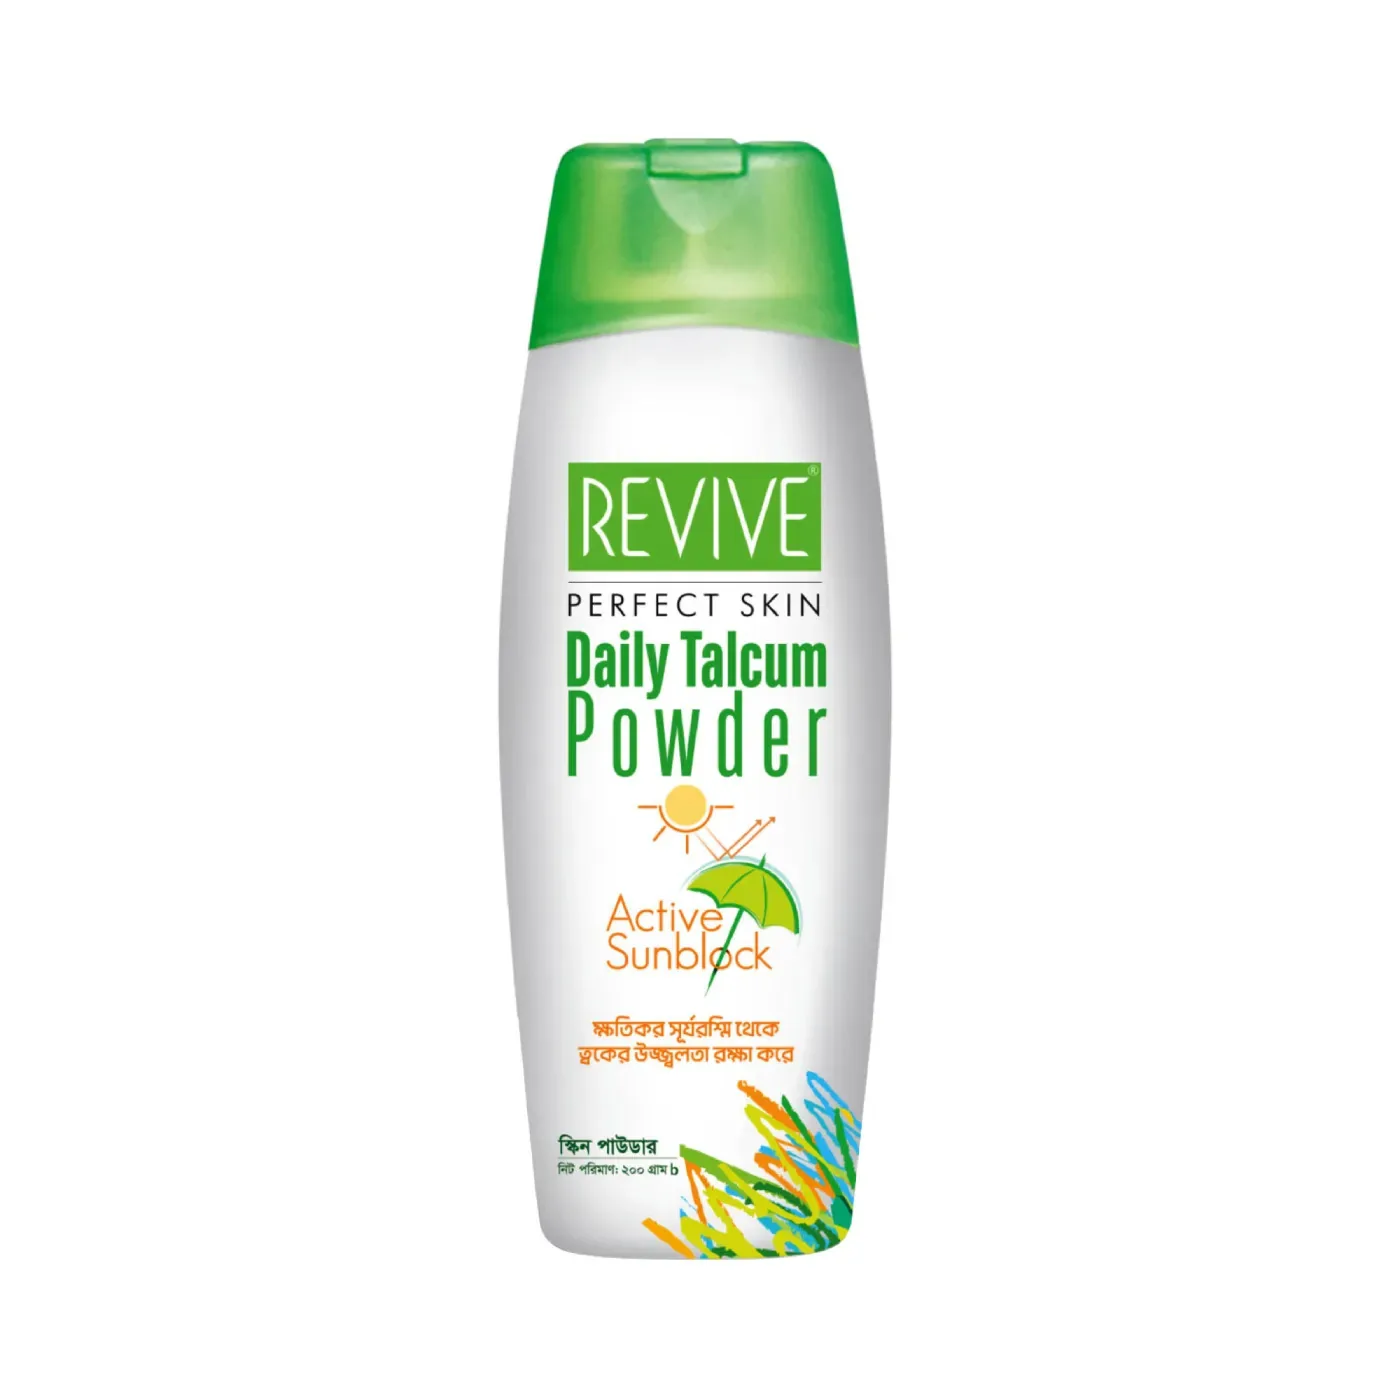 REVIVE®
PERFECT SKIN
Daily Talcum
Powder
Active
Sunblock
ক্ষতিকর সূর্যরশ্মি থেকে
ত্বকের উজ্জ্বলতা রক্ষা করে
স্কিন পাউডার
নিট পরিমাণ: ২০০ গ্রাম b